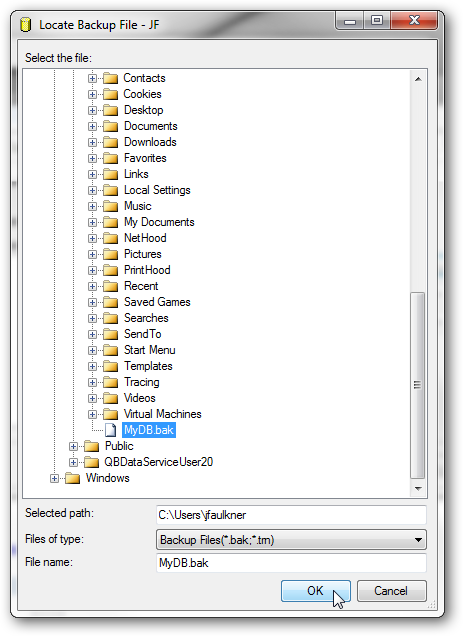 Locate Backup File - JF
Select the file:
Contacts
Cookies
Desktop
Documents
Downloads
Favorites
Links
Local Settings
Music
My Documents
NetHood
Pictures
PrintHood
Recent
Saved Games
Searches
SendTo
Start Menu
Templates
Tracing
Videos
Virtual Machines
MyDB.bak
Public
QBDataServiceUser20
Windows
Selected path: C:\Users\jfaulkner
Files of type: Backup Files(*.bak;*.trn)
File name: MyDB.bak
OK Cancel